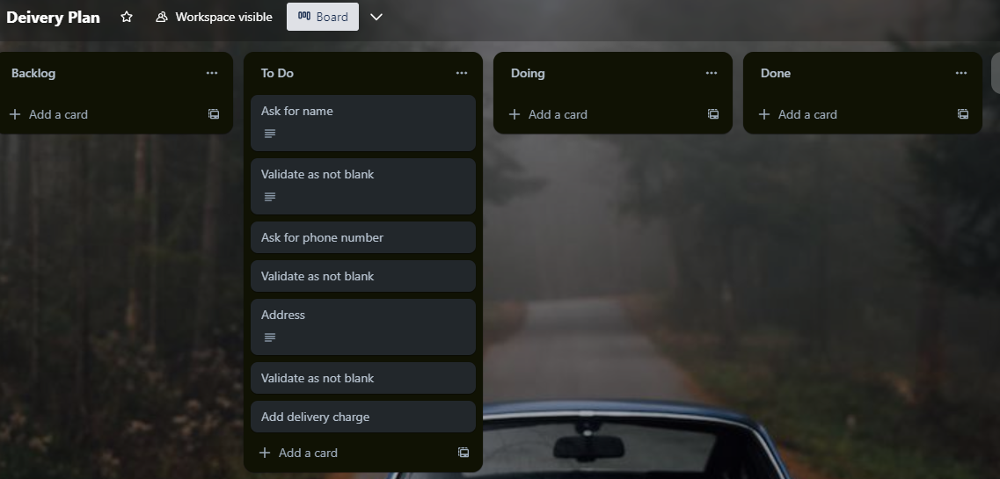 Deivery Plan
Workspace visible
Board
Backlog
Add a card
To Do
Ask for name
Validate as not blank
Ask for phone number
Validate as not blank
Address
Validate as not blank
Add delivery charge
Add a card
Doing
Add a card
Done
Add a card